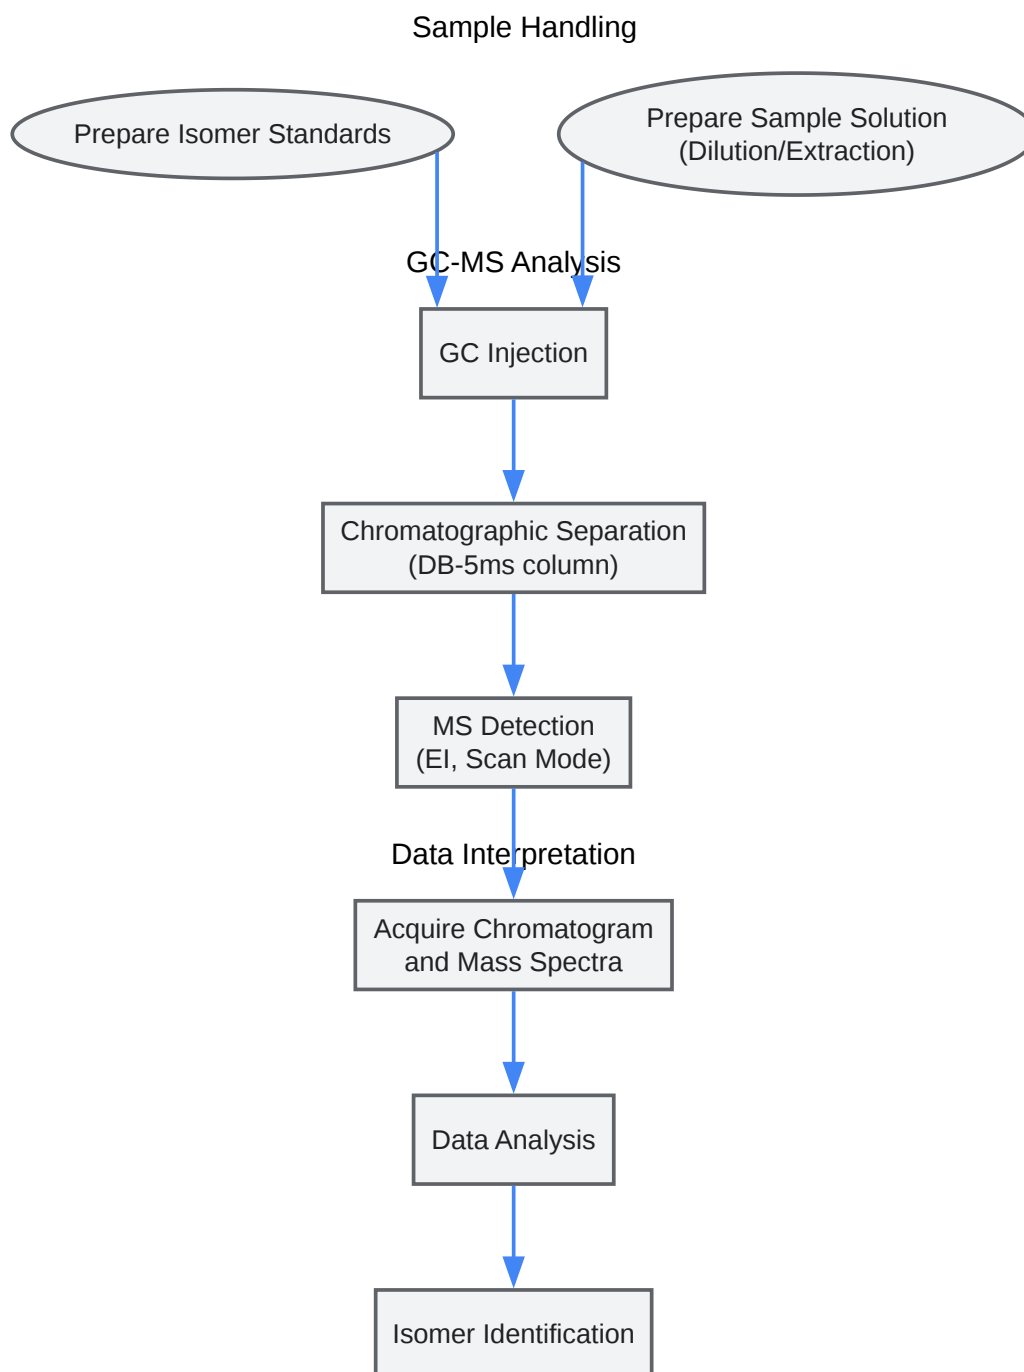 Sample Handling
Prepare Isomer Standards
Prepare Sample Solution
(Dilution/Extraction)
GC-MS Analysis
GC Injection
Chromatographic Separation
(DB-5ms column)
MS Detection
(EI, Scan Mode)
Data Interpretation
Acquire Chromatogram
and Mass Spectra
Data Analysis
Isomer Identification